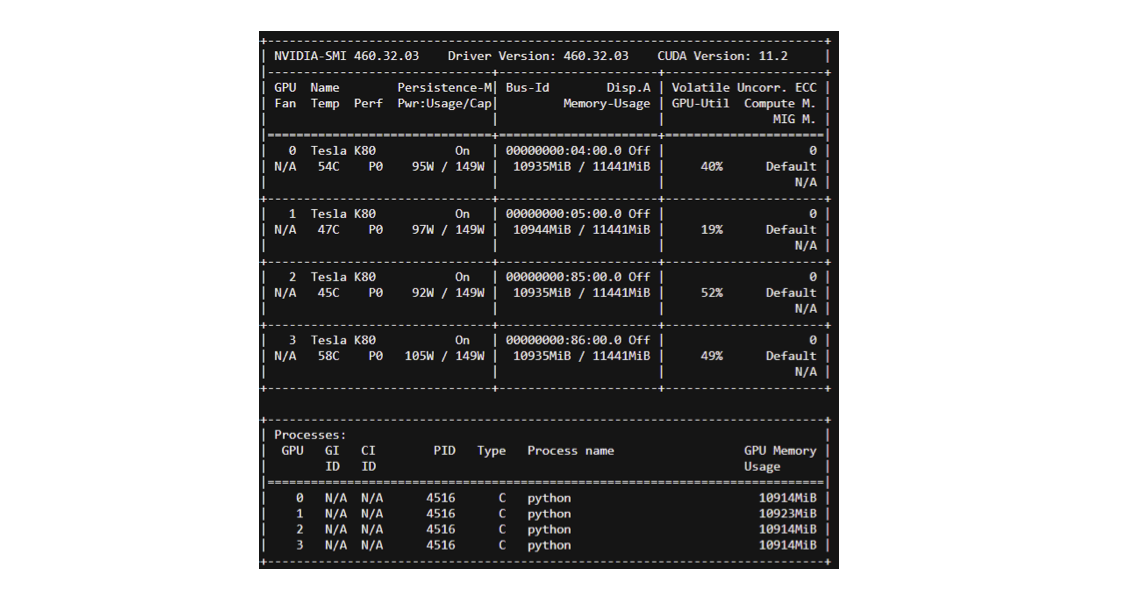 +-----------------------------------------------------------------------------+
| NVIDIA-SMI 460.32.03    Driver Version: 460.32.03    CUDA Version: 11.2     |
|-------------------------------+----------------------+----------------------+
| GPU  Name        Persistence-M| Bus-Id        Disp.A | Volatile Uncorr. ECC |
| Fan  Temp  Perf  Pwr:Usage/Cap|         Memory-Usage | GPU-Util  Compute M. |
|                               |                      |               MIG M. |
|===============================+======================+======================|
|   0  Tesla K80           On   | 00000000:04:00.0 Off |                    0 |
| N/A   54C    P0    95W / 149W |  10935MiB / 11441MiB |     40%      Default |
|                               |                      |                  N/A |
+-------------------------------+----------------------+----------------------+
|   1  Tesla K80           On   | 00000000:05:00.0 Off |                    0 |
| N/A   47C    P0    97W / 149W |  10944MiB / 11441MiB |     19%      Default |
|                               |                      |                  N/A |
+-------------------------------+----------------------+----------------------+
|   2  Tesla K80           On   | 00000000:85:00.0 Off |                    0 |
| N/A   45C    P0    92W / 149W |  10935MiB / 11441MiB |     52%      Default |
|                               |                      |                  N/A |
+-------------------------------+----------------------+----------------------+
|   3  Tesla K80           On   | 00000000:86:00.0 Off |                    0 |
| N/A   58C    P0   105W / 149W |  10935MiB / 11441MiB |     49%      Default |
|                               |                      |                  N/A |
+-------------------------------+----------------------+----------------------+

+-----------------------------------------------------------------------------+
| Processes:                                                                  |
|  GPU   GI   CI        PID   Type   Process name                  GPU Memory |
|        ID   ID                                                   Usage      |
|=============================================================================|
|    0   N/A  N/A      4516      C   python                          10914MiB |
|    1   N/A  N/A      4516      C   python                          10923MiB |
|    2   N/A  N/A      4516      C   python                          10914MiB |
|    3   N/A  N/A      4516      C   python                          10914MiB |
+-----------------------------------------------------------------------------+